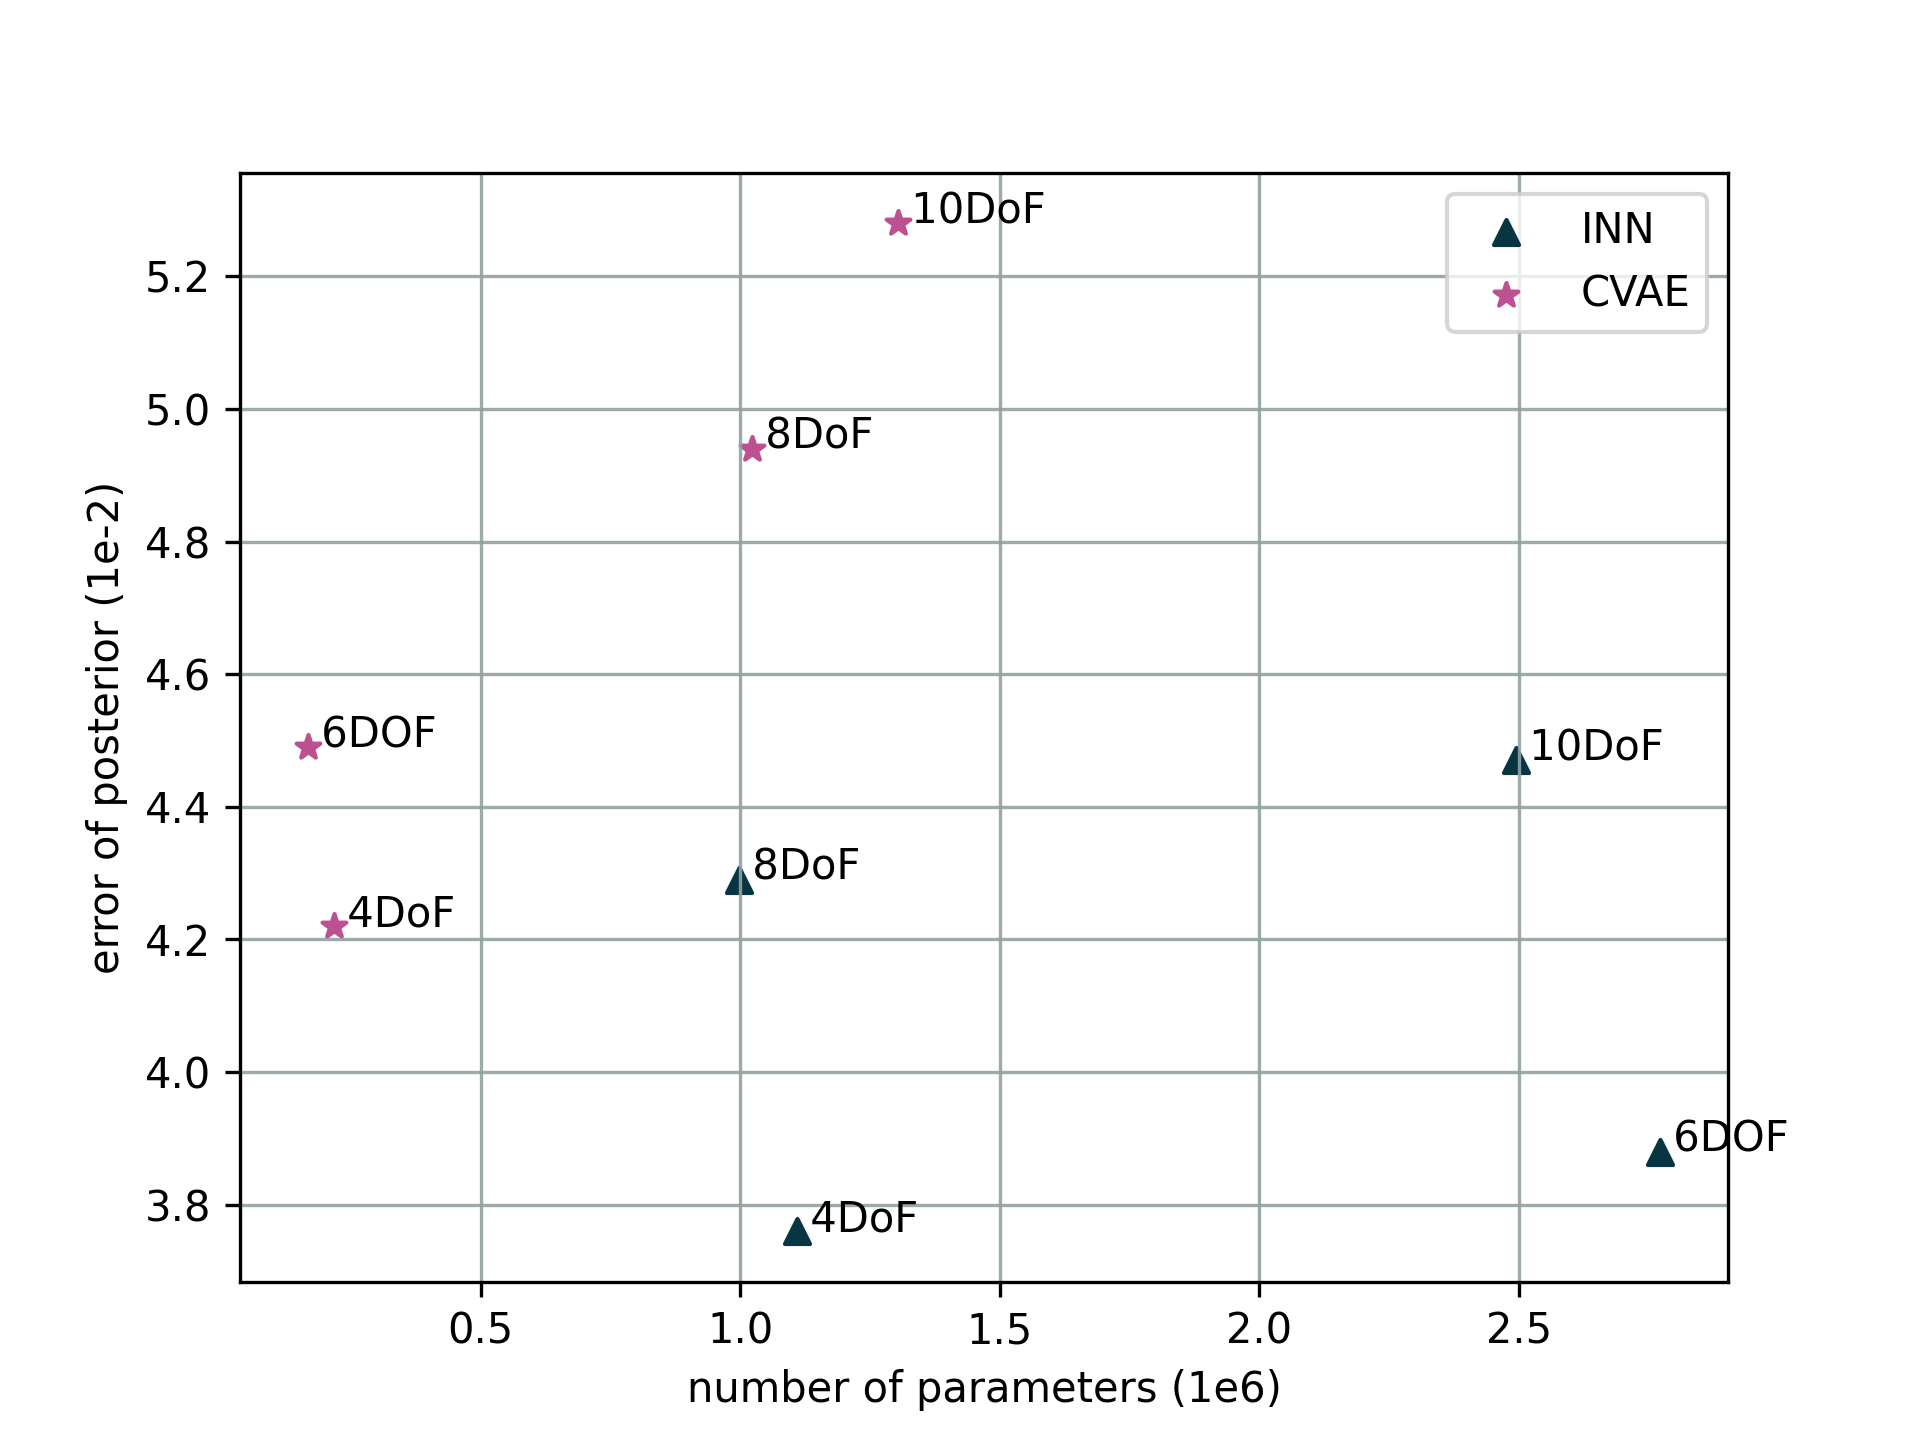 10DoF
INN
CVAE
5.2
5.0
8DoF
4.8
4.6
6DOF
10DoF
4.4
8DoF
4DoF
4.2
4.0
6DOF
3.8
4DoF
error of posterior (1e-2)
0.5 1.0 1.5 2.0 2.5
number of parameters (1e6)